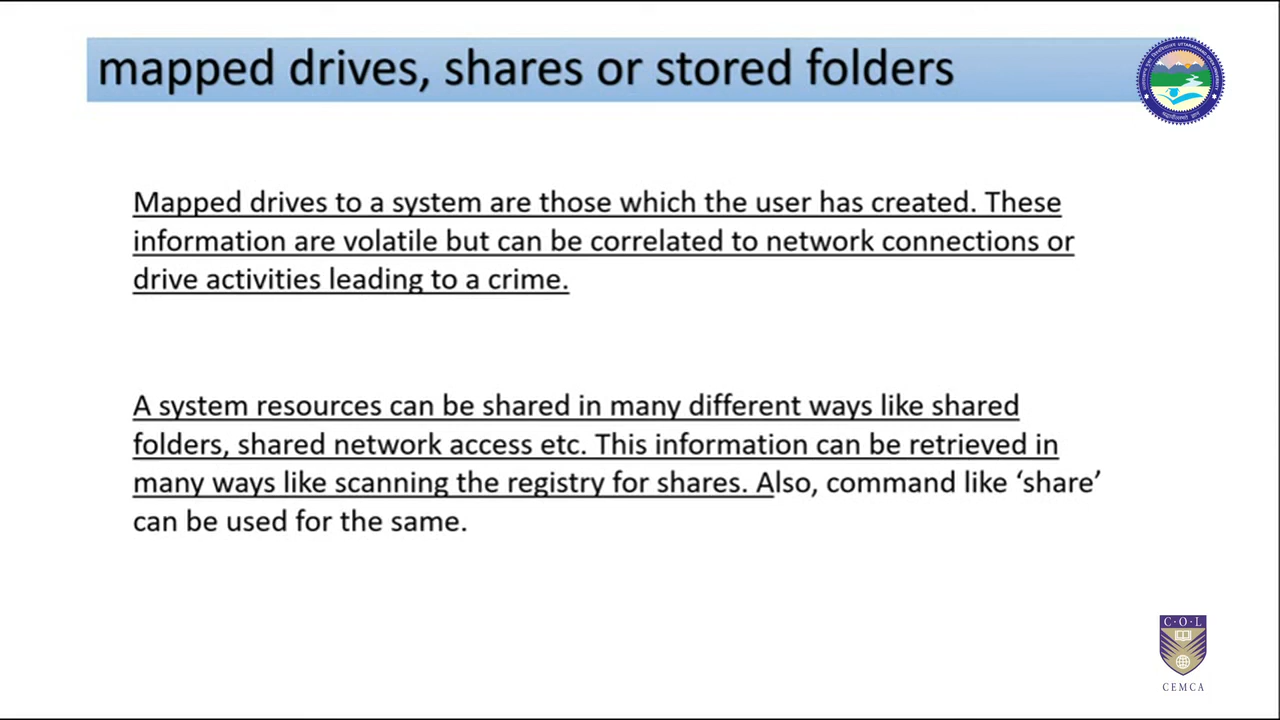 mapped drives, shares or stored folders
Mapped drives to a system are those which the user has created. These
information are volatile but can be correlated to network connections or
drive activities leading to a crime.
A system resources can be shared in many different ways like shared
folders, shared network access etc. This information can be retrieved in
many ways like scanning the registry for shares. Also, command like ‘share’
can be used for the same.
C·O·L
CEMCA